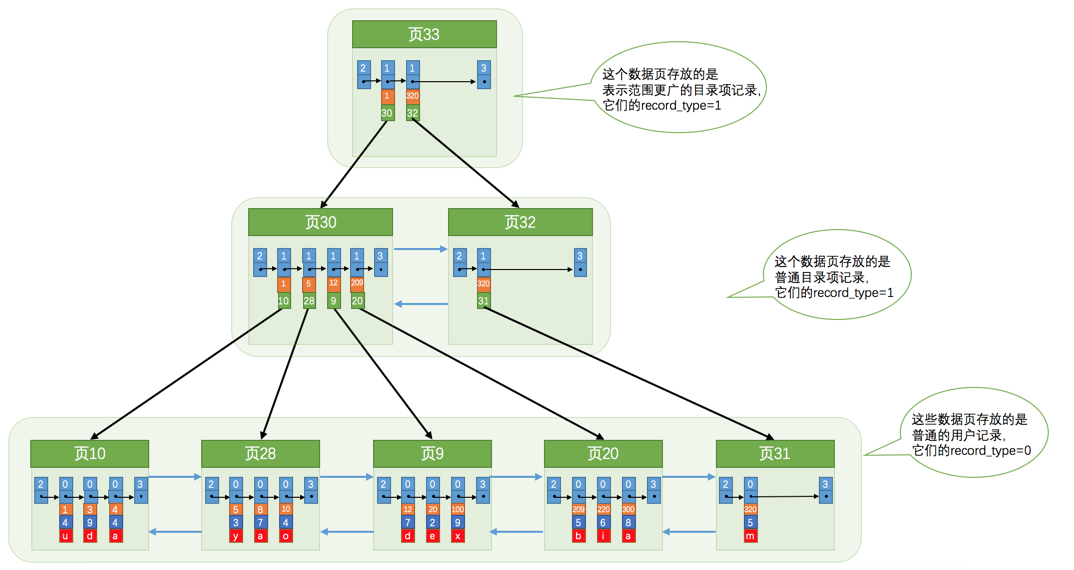 页33
2 1 1 3
1 320
30 32
这个数据页存放的是
表示范围更广的目录项记录,
它们的record_type=1
页30
2 1 1 1 1 3
1 5 12 209
10 28 9 20
页32
2 1 3
320
31
这个数据页存放的是
普通目录项记录,
它们的record_type=1
页10
2 0 0 0 3
1 3 4
4 9 4
u d a
页28
2 0 0 0 3
5 8 10
3 7 4
y a o
页9
2 0 0 0 3
12 20 100
7 2 9
d e x
页20
2 0 0 0 3
209 220 300
5 6 8
b i a
页31
2 0 3
320
5
m
这些数据页存放的是
普通的用户记录,
它们的record_type=0